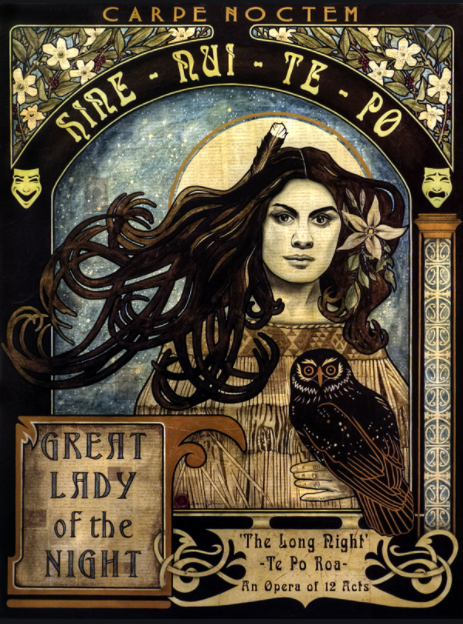 CARPE NOCTEM
HINE - NUI - TE - PO
GREAT
LADY
of the
NIGHT
'The Long Night'
-Te Po Roa-
An Opera of 12 Acts